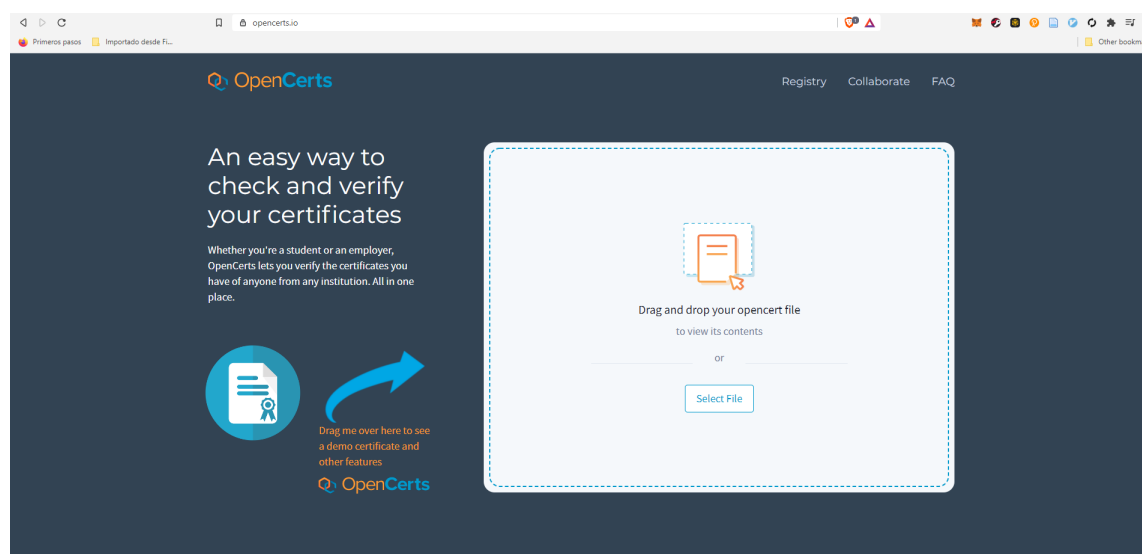 opencerts.io
Primeros pasos
Importado desde Fi...
Other bookm
OpenCerts
Registry
Collaborate
FAQ
An easy way to
check and verify
your certificates
Whether you're a student or an employer,
OpenCerts lets you verify the certificates you
have of anyone from any institution. All in one
place.
Drag me over here to see
a demo certificate and
other features
OpenCerts
Drag and drop your opencert file
to view its contents
or
Select File